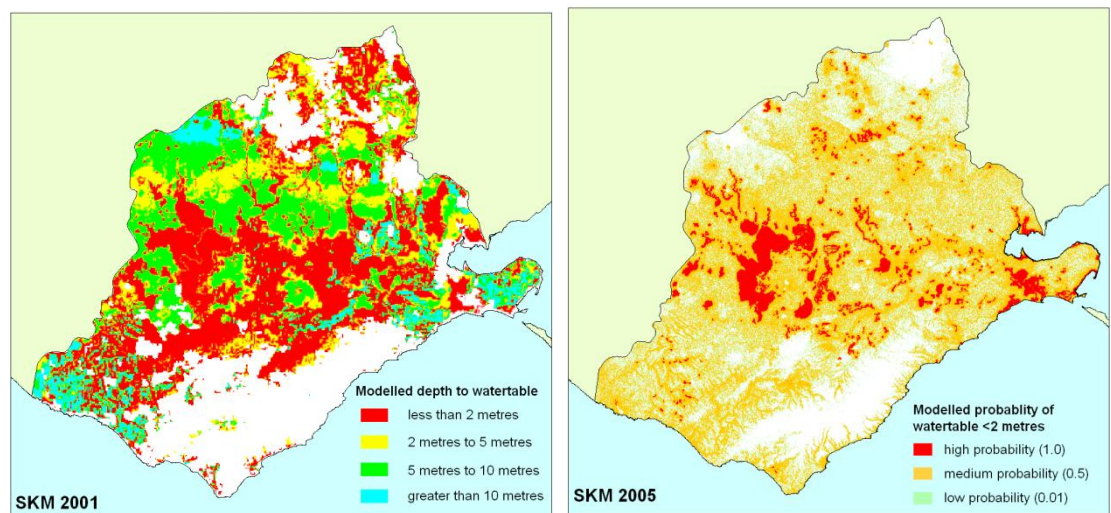 Modelled depth to watertable
less than 2 metres
2 metres to 5 metres
5 metres to 10 metres
greater than 10 metres
SKM 2001
Modelled probablity of
watertable <2 metres
high probability (1.0)
medium probability (0.5)
low probability (0.01)
SKM 2005